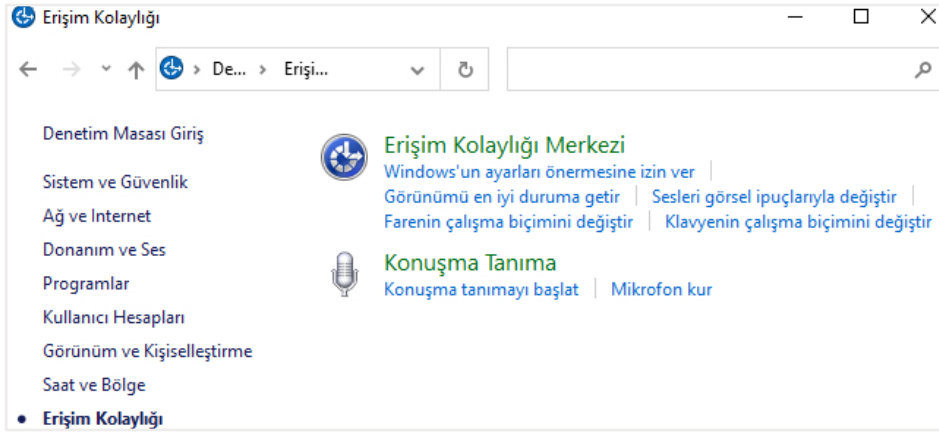 Erişim Kolaylığı
De... Erişi...
Denetim Masası Giriş
Sistem ve Güvenlik
Ağ ve Internet
Donanım ve Ses
Programlar
Kullanıcı Hesapları
Görünüm ve Kişiselleştirme
Saat ve Bölge
Erişim Kolaylığı
Erişim Kolaylığı Merkezi
Windows'un ayarları önermesine izin ver
Görünümü en iyi duruma getir Sesleri görsel ipuçlarıyla değiştir
Farenin çalışma biçimini değiştir Klavyenin çalışma biçimini değiştir
Konuşma Tanıma
Konuşma tanımayı başlat Mikrofon kur